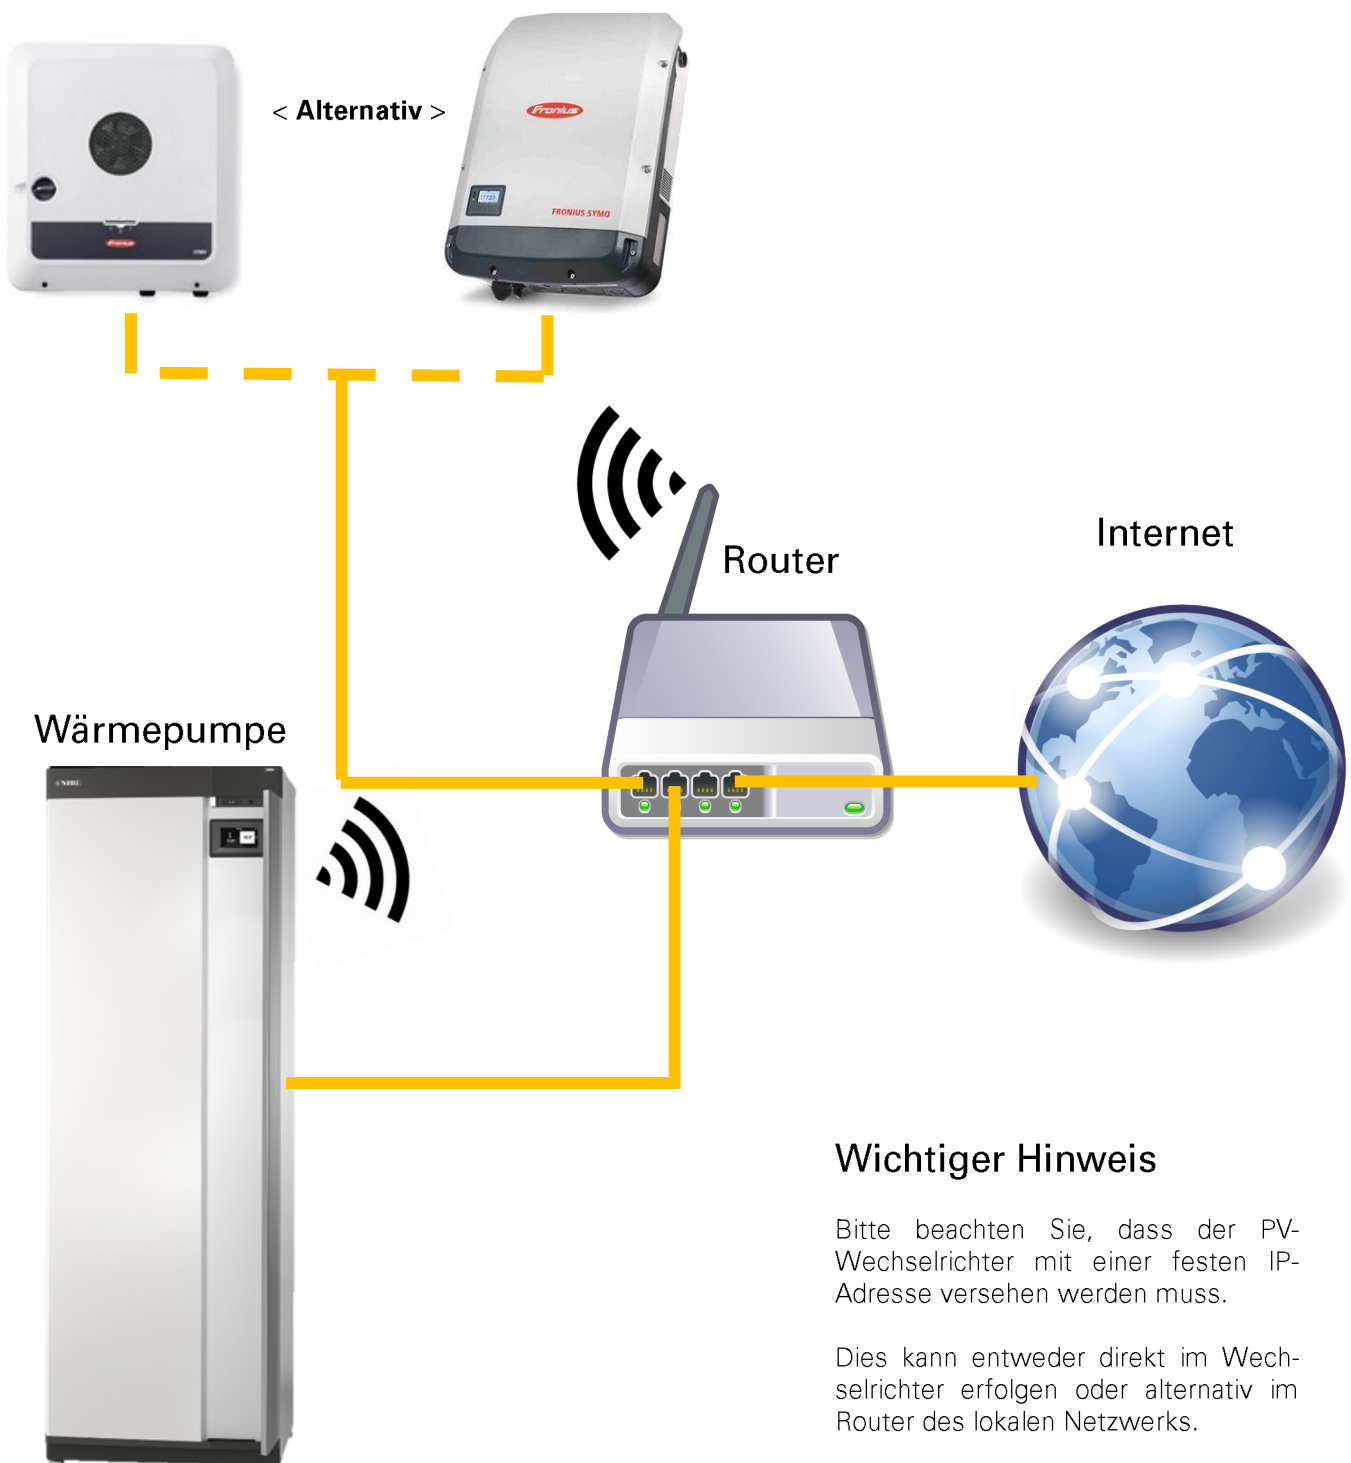 < Alternativ >
Fronius
FRONIUS SYMO
Fronius
Internet
Router
Wärmepumpe
NIBE
Wichtiger Hinweis
Bitte beachten Sie, dass der PV-
Wechselrichter mit einer festen IP-
Adresse versehen werden muss.
Dies kann entweder direkt im Wech-
selrichter erfolgen oder alternativ im
Router des lokalen Netzwerks.